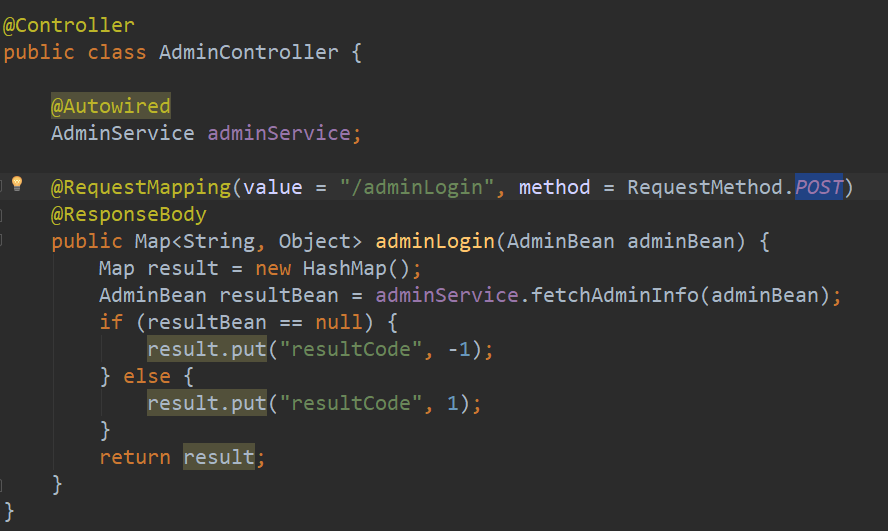 @Controller
public class AdminController {
@Autowired
AdminService adminService;
@RequestMapping(value = "/adminLogin", method = RequestMethod.POST)
@ResponseBody
public Map<String, Object> adminLogin(AdminBean adminBean) {
Map result = new HashMap();
AdminBean resultBean = adminService.fetchAdminInfo(adminBean);
if (resultBean == null) {
result.put("resultCode", -1);
} else {
result.put("resultCode", 1);
}
return result;
}
}